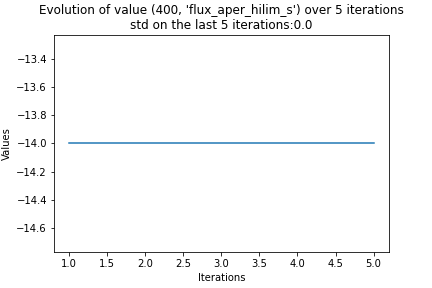 Evolution of value (400, 'flux_aper_hilim_s') over 5 iterations
std on the last 5 iterations:0.0
Values
−13.4
−13.6
−13.8
−14.0
−14.2
−14.4
−14.6
1.0 1.5 2.0 2.5 3.0 3.5 4.0 4.5 5.0
Iterations